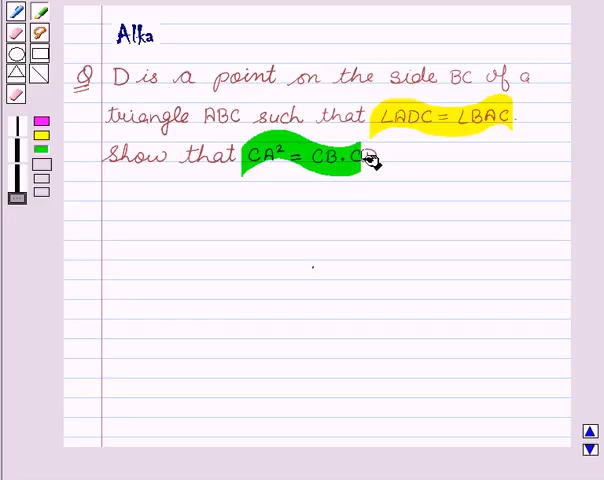 Alka
Q D is a point on the side BC of a
triangle ABC such that ∠ADC = ∠BAC.
Show that CA² = CB.CD